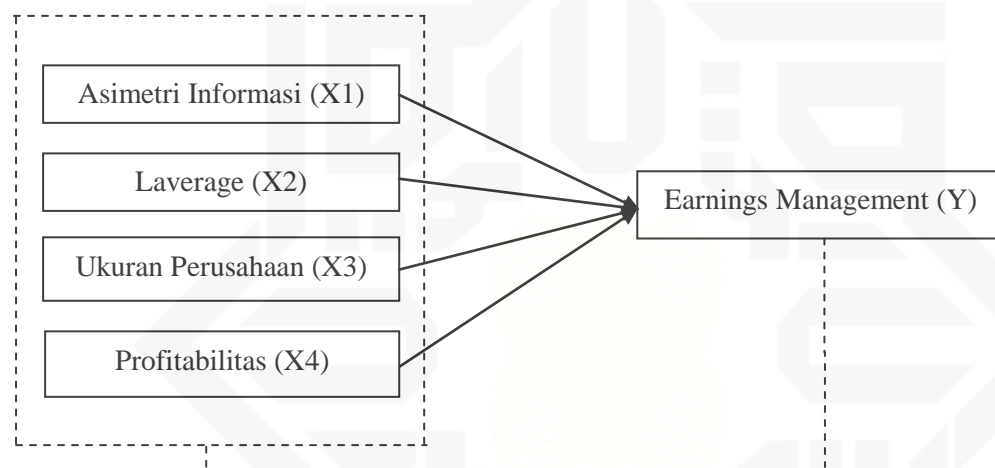 Asimetri Informasi (X1)
Laverage (X2)
Earnings Management (Y)
Ukuran Perusahaan (X3)
Profitabilitas (X4)